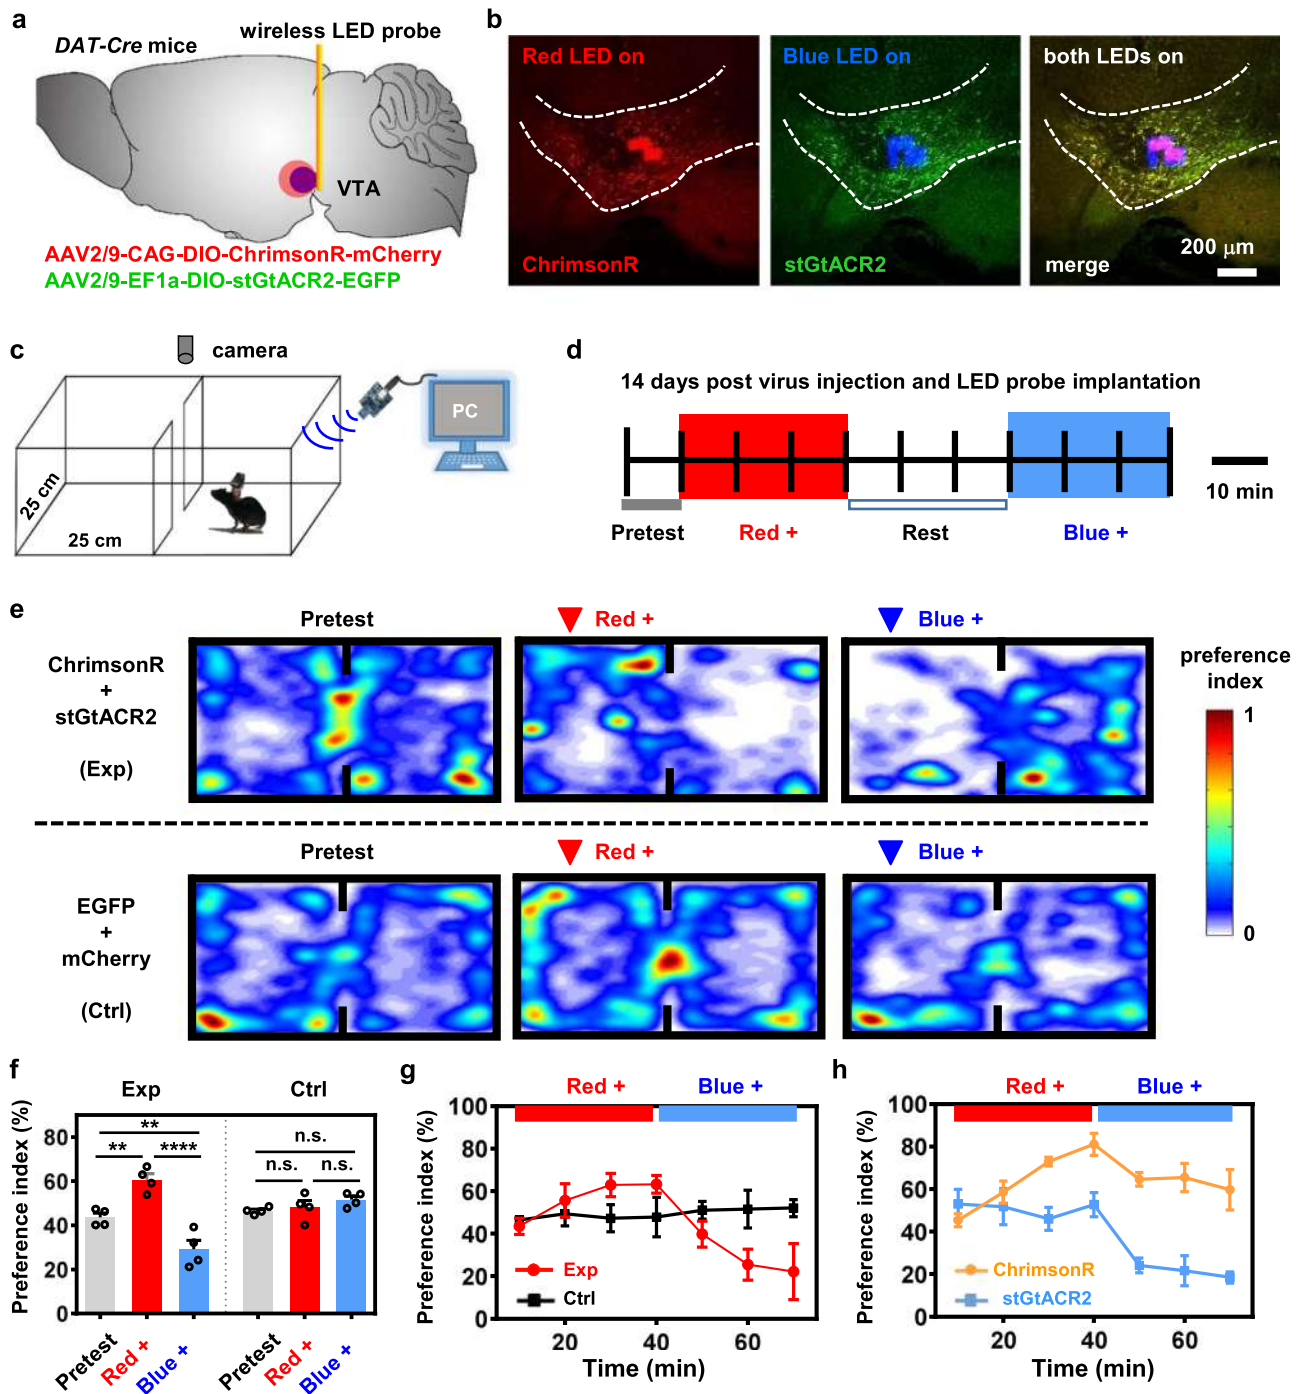 a
DAT-Cre mice
wireless LED probe
VTA
AAV2/9-CAG-DIO-ChrimsonR-mCherry
AAV2/9-EF1a-DIO-stGtACR2-EGFP
b
Red LED on
Blue LED on
both LEDs on
ChrimsonR
stGtACR2
merge
200 μm
c
camera
PC
25 cm
25 cm
d
14 days post virus injection and LED probe implantation
10 min
Pretest
Red +
Rest
Blue +
e
Pretest
Red +
Blue +
ChrimsonR
+
stGtACR2
(Exp)
preference
index
1
0
Pretest
Red +
Blue +
EGFP
+
mCherry
(Ctrl)
f
Exp
Ctrl
Preference index (%)
80
60
40
20
0
**
**
****
n.s.
n.s.
n.s.
Pretest
Red +
Blue +
Pretest
Red +
Blue +
g
Red +
Blue +
Preference index (%)
100
80
60
40
20
0
Exp
Ctrl
20
40
60
Time (min)
h
Red +
Blue +
Preference index (%)
100
80
60
40
20
0
ChrimsonR
stGtACR2
20
40
60
Time (min)